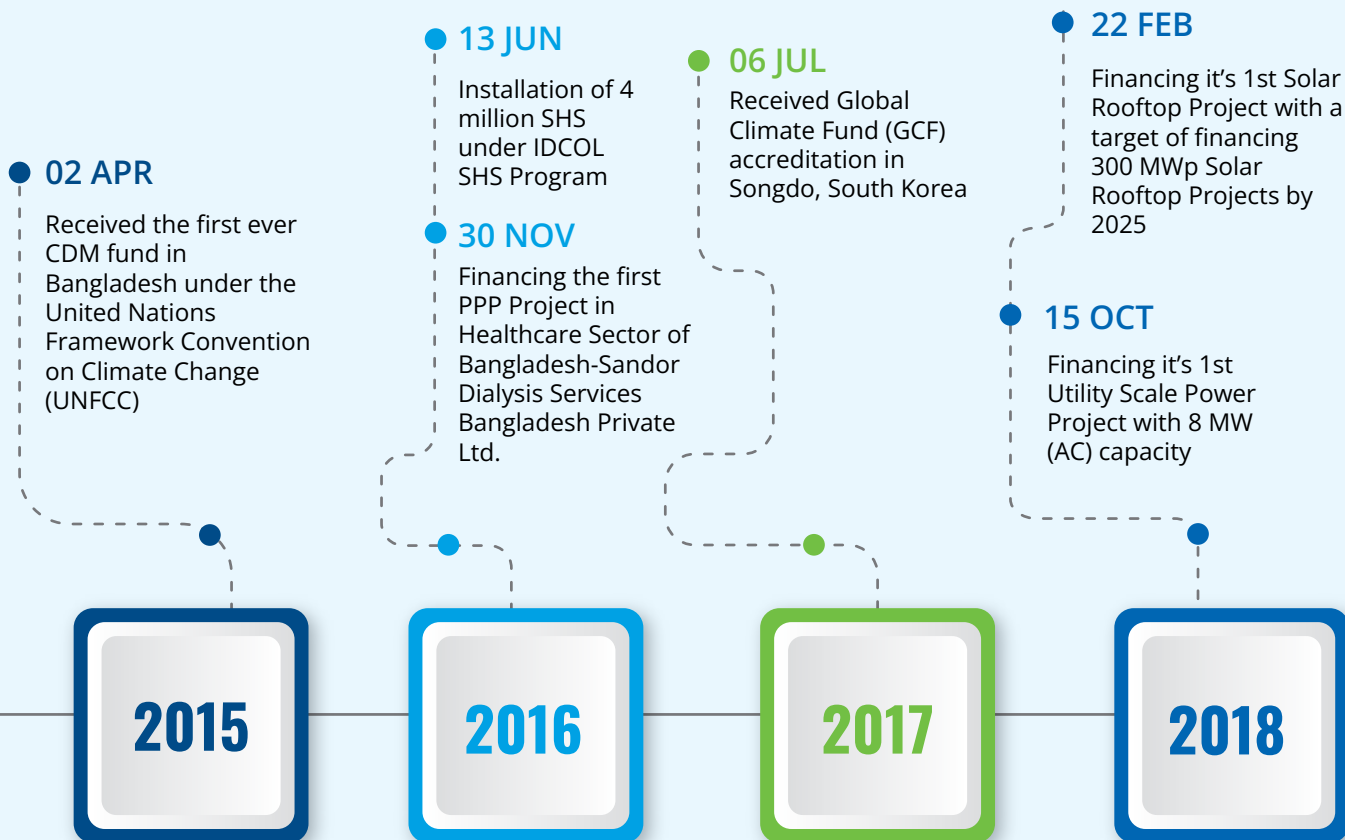 02 APR
Received the first ever
CDM fund in
Bangladesh under the
United Nations
Framework Convention
on Climate Change
(UNFCC)
2015
13 JUN
Installation of 4
million SHS
under IDCOL
SHS Program
30 NOV
Financing the first
PPP Project in
Healthcare Sector of
Bangladesh-Sandor
Dialysis Services
Bangladesh Private
Ltd.
2016
06 JUL
Received Global
Climate Fund (GCF)
accreditation in
Songdo, South Korea
2017
22 FEB
Financing it's 1st Solar
Rooftop Project with a
target of financing
300 MWp Solar
Rooftop Projects by
2025
15 OCT
Financing it's 1st
Utility Scale Power
Project with 8 MW
(AC) capacity
2018